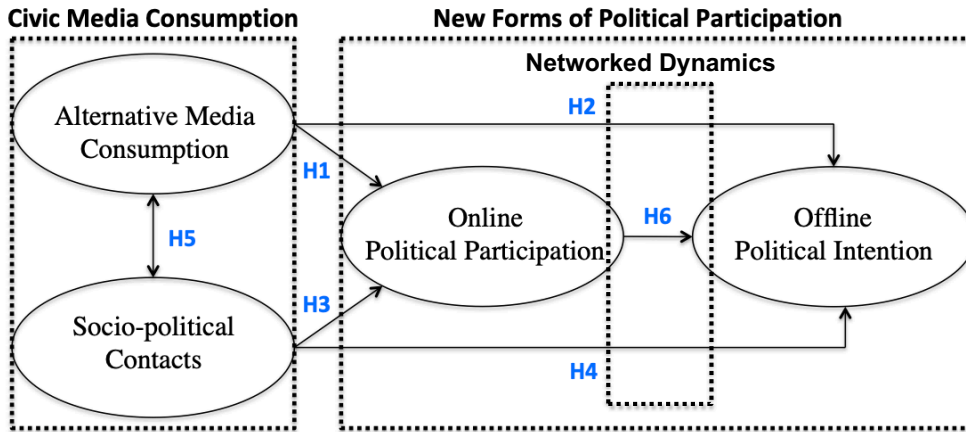 Civic Media Consumption
New Forms of Political Participation
Networked Dynamics
Alternative Media
Consumption
H2
H1
H5
Online
Political Participation
H6
Offline
Political Intention
H3
Socio-political
Contacts
H4